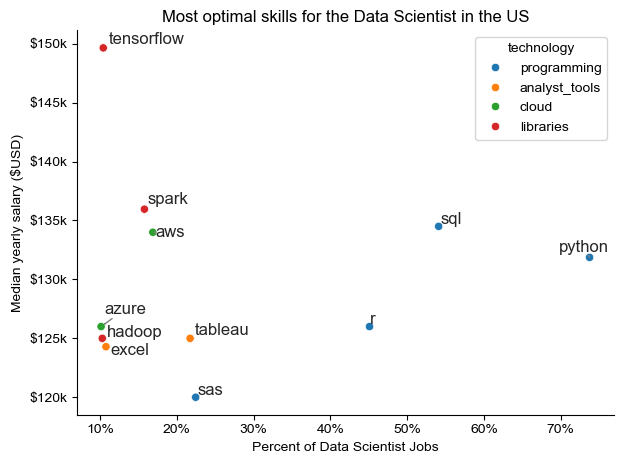 Most optimal skills for the Data Scientist in the US
$150k
$145k
$140k
$135k
$130k
$125k
$120k
Median yearly salary ($USD)
tensorflow
technology
programming
analyst_tools
cloud
libraries
spark
aws
sql
python
azure
hadoop
excel
tableau
r
sas
10%
20%
30%
40%
50%
60%
70%
Percent of Data Scientist Jobs